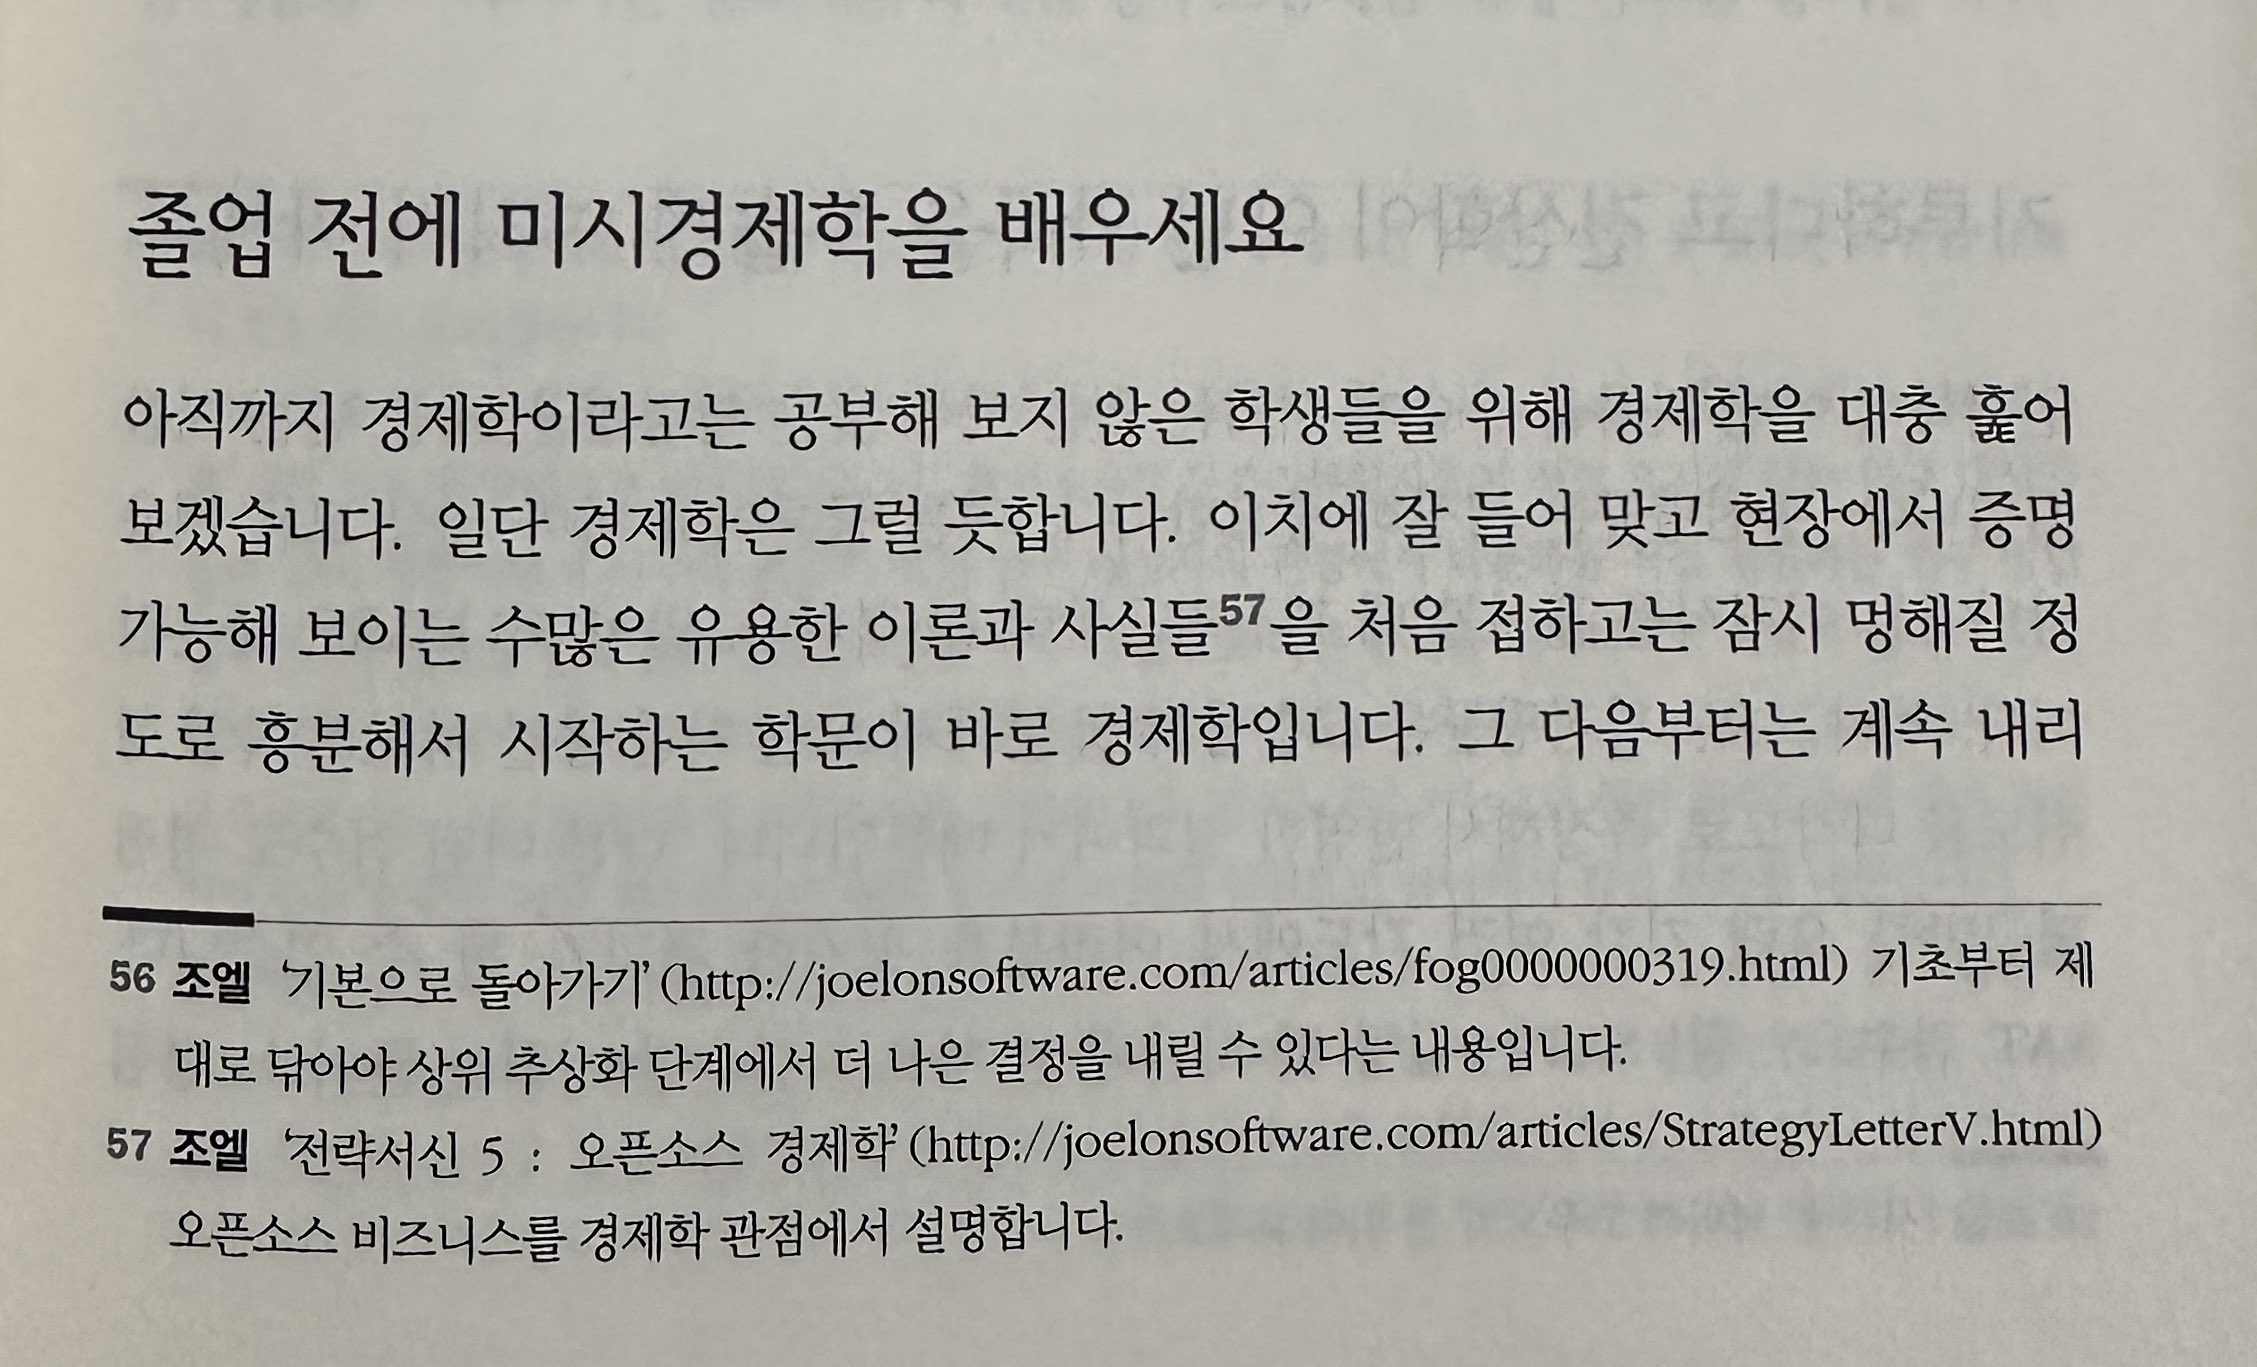 졸업 전에 미시경제학을 배우세요
아직까지 경제학이라고는 공부해 보지 않은 학생들을 위해 경제학을 대충 훑어
보겠습니다. 일단 경제학은 그럴 듯합니다. 이치에 잘 들어 맞고 현장에서 증명
가능해 보이는 수많은 유용한 이론과 사실들57을 처음 접하고는 잠시 멍해질 정
도로 흥분해서 시작하는 학문이 바로 경제학입니다. 그 다음부터는 계속 내리
56 조엘 ‘기본으로 돌아가기’(http://joelonsoftware.com/articles/fog0000000319.html) 기초부터 제
대로 닦아야 상위 추상화 단계에서 더 나은 결정을 내릴 수 있다는 내용입니다.
57 조엘 ‘전략서신 5 : 오픈소스 경제학’(http://joelonsoftware.com/articles/StrategyLetterV.html)
오픈소스 비즈니스를 경제학 관점에서 설명합니다.